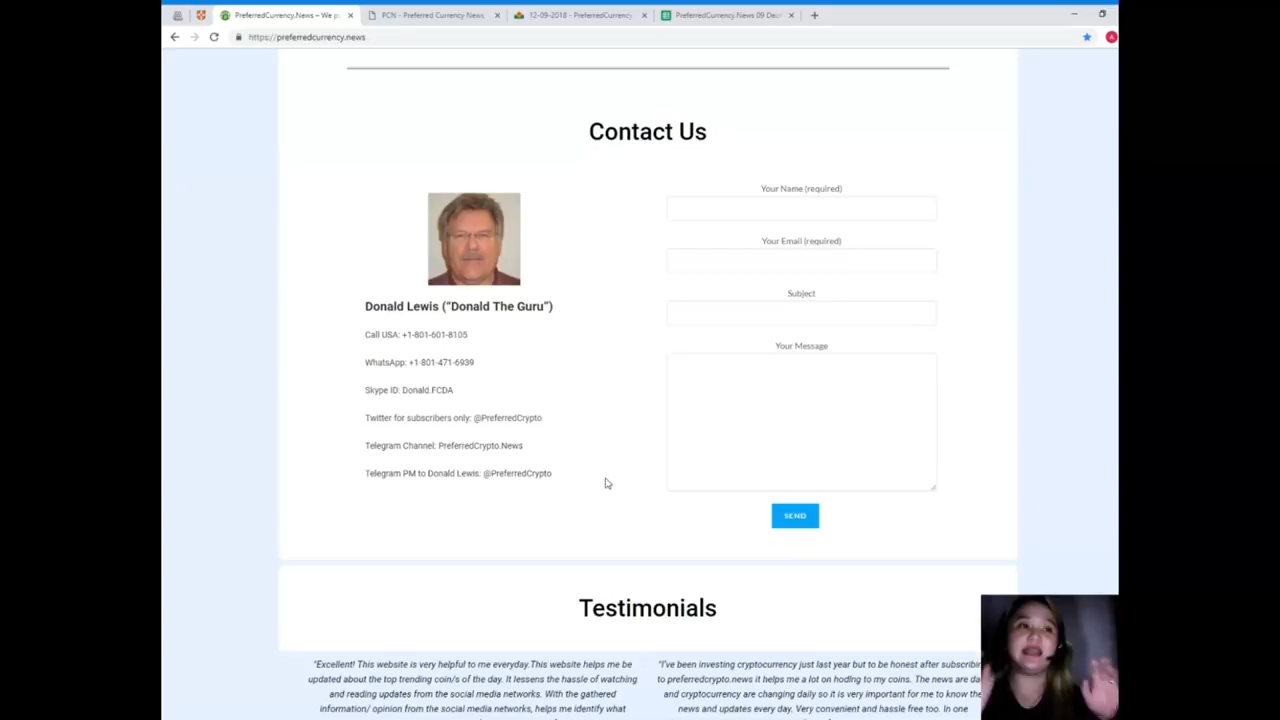 PreferredCurrency.News – We p
PCN - Preferred Currency News
12-09-2018 - PreferredCurrency
PreferredCurrency.News 09 Dec
https://preferredcurrency.news
Contact Us
Your Name (required)
Your Email (required)
Subject
Your Message
SEND
Donald Lewis (“Donald The Guru”)
Call USA: +1-801-601-8105
WhatsApp: +1-801-471-6939
Skype ID: Donald.FCDA
Twitter for subscribers only: @PreferredCrypto
Telegram Channel: PreferredCrypto.News
Telegram PM to Donald Lewis: @PreferredCrypto
Testimonials
"Excellent! This website is very helpful to me everyday.This website helps me be
updated about the top trending coin/s of the day. It lessens the hassle of watching
and reading updates from the social media networks. With the gathered
information/ opinion from the social media networks, helps me identify what
"I've been investing cryptocurrency just last year but to be honest after subscribin
to preferredcrypto.news it helps me a lot on hodlng to my coins. The news are da
and cryptocurrency are changing daily so it is very important for me to know the
news and updates every day. Very convenient and hassle free too. In one